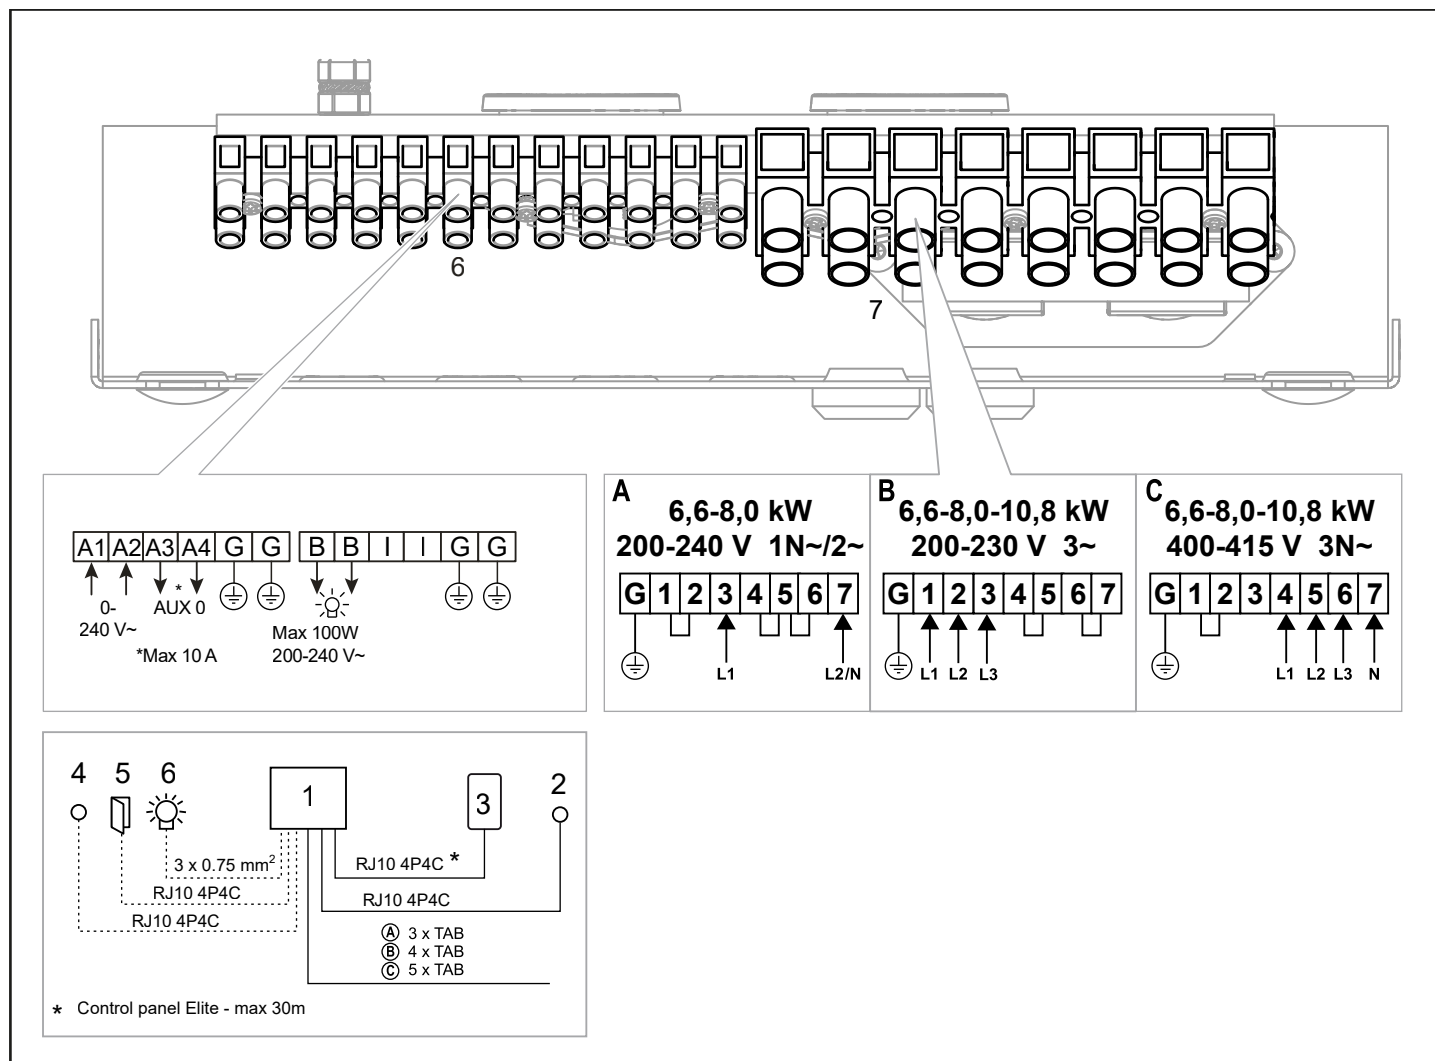 6
7
A1 A2 A3 A4 G G B B I I G G
0-
240 V~
*
AUX 0
*Max 10 A
Max 100W
200-240 V~
A
6,6-8,0 kW
200-240 V 1N~/2~
G 1 2 3 4 5 6 7
L1 L2/N
B
6,6-8,0-10,8 kW
200-230 V 3~
G 1 2 3 4 5 6 7
L1 L2 L3
C
6,6-8,0-10,8 kW
400-415 V 3N~
G 1 2 3 4 5 6 7
L1 L2 L3 N
4 5 6 1 3 2
3 x 0.75 mm²
RJ10 4P4C
RJ10 4P4C
RJ10 4P4C *
RJ10 4P4C
A 3 x TAB
B 4 x TAB
C 5 x TAB
* Control panel Elite - max 30m